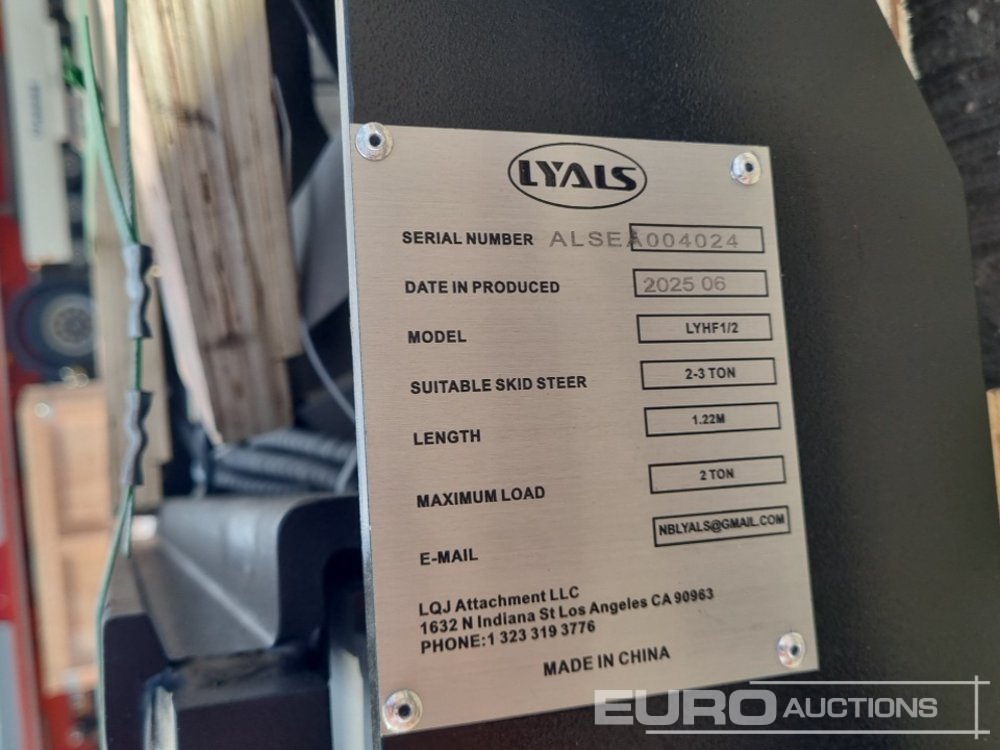 LYALS
SERIAL NUMBER ALSEA004024
DATE IN PRODUCED 2025 06
MODEL LYHF1/2
SUITABLE SKID STEER 2-3 TON
LENGTH 1.22M
MAXIMUM LOAD 2 TON
E-MAIL NBLYALS@GMAIL.COM
LQJ Attachment LLC
1632 N Indiana St Los Angeles CA 90963
PHONE:1 323 319 3776
MADE IN CHINA
EURO AUCTIONS